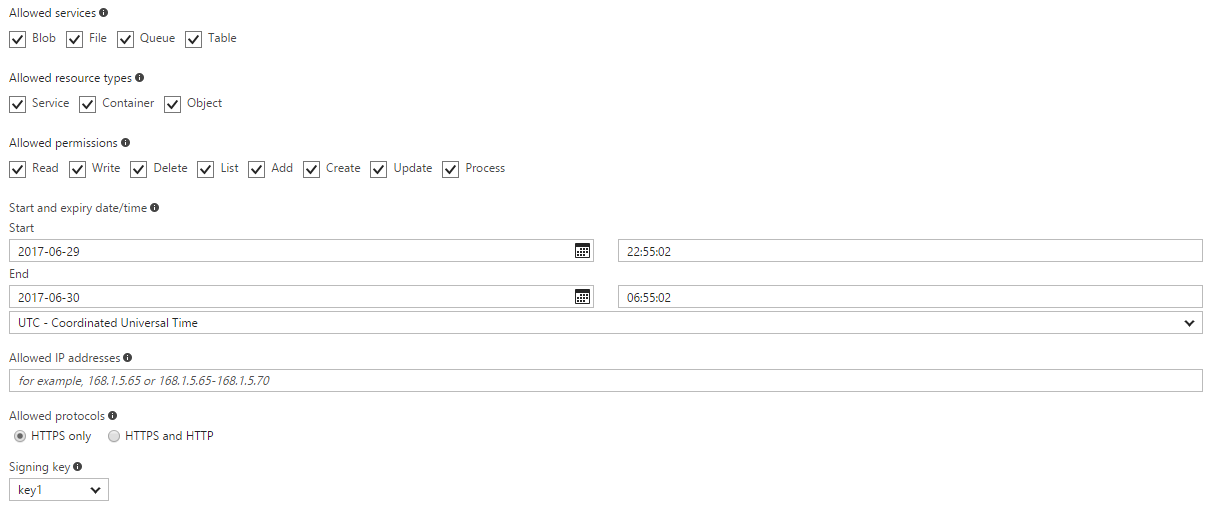 Allowed services
Blob File Queue Table
Allowed resource types
Service Container Object
Allowed permissions
Read Write Delete List Add Create Update Process
Start and expiry date/time
Start
2017-06-29 22:55:02
End
2017-06-30 06:55:02
UTC - Coordinated Universal Time
Allowed IP addresses
for example, 168.1.5.65 or 168.1.5.65-168.1.5.70
Allowed protocols
HTTPS only HTTPS and HTTP
Signing key
key1